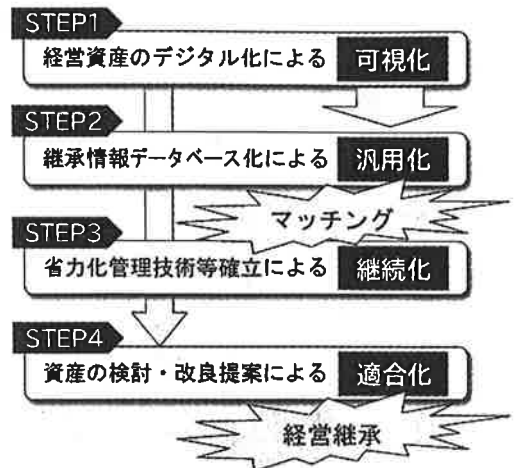 STEP1
経営資産のデジタル化による 可視化
STEP2
継承情報データベース化による 汎用化
マッチング
STEP3
省力化管理技術等確立による 継続化
STEP4
資産の検討・改良提案による 適合化
経営継承